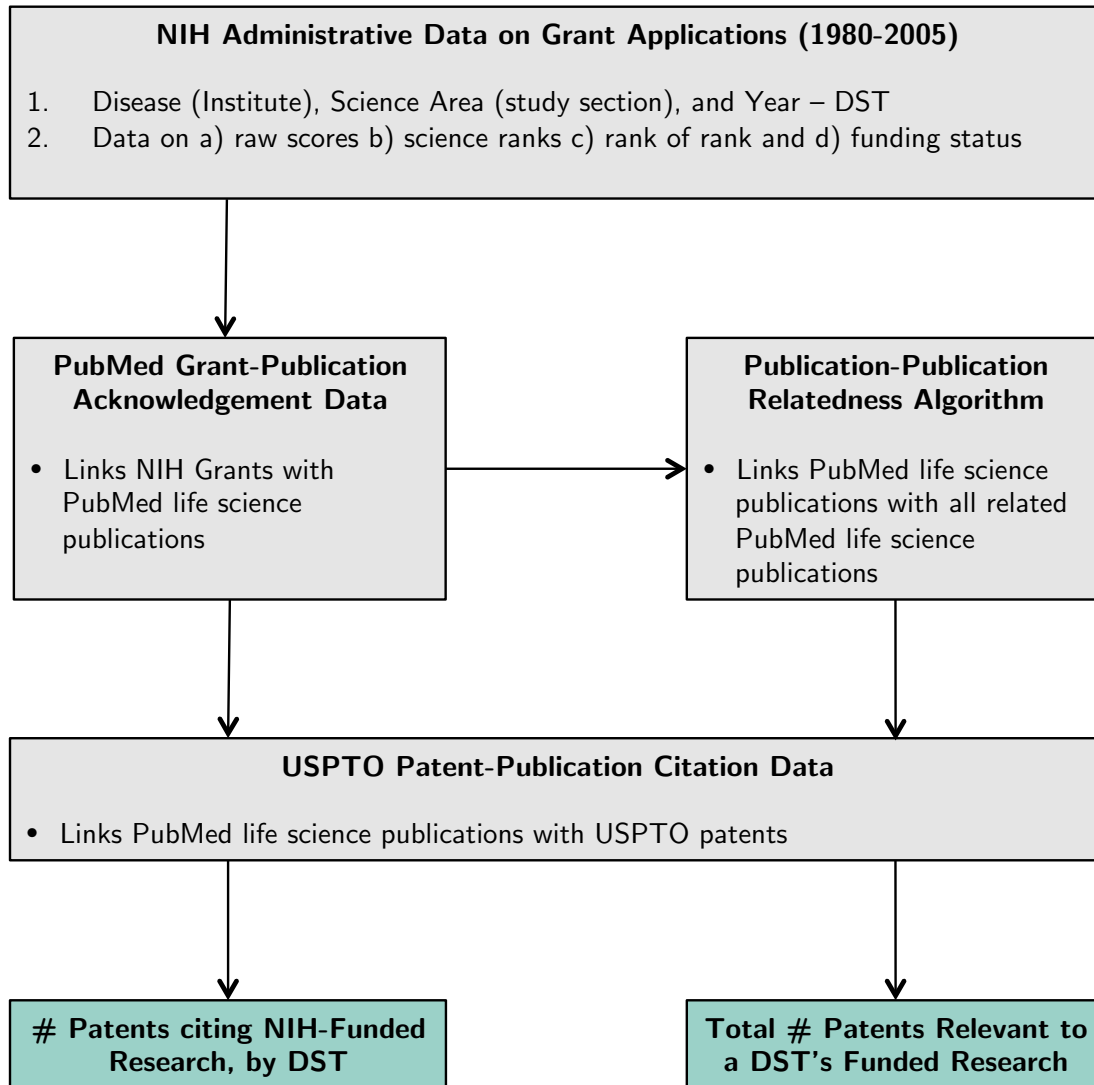 NIH Administrative Data on Grant Applications (1980-2005)
1. Disease (Institute), Science Area (study section), and Year – DST
2. Data on a) raw scores b) science ranks c) rank of rank and d) funding status
PubMed Grant-Publication
Acknowledgement Data
• Links NIH Grants with
PubMed life science
publications
Publication-Publication
Relatedness Algorithm
• Links PubMed life science
publications with all related
PubMed life science
publications
USPTO Patent-Publication Citation Data
• Links PubMed life science publications with USPTO patents
# Patents citing NIH-Funded
Research, by DST
Total # Patents Relevant to
a DST's Funded Research